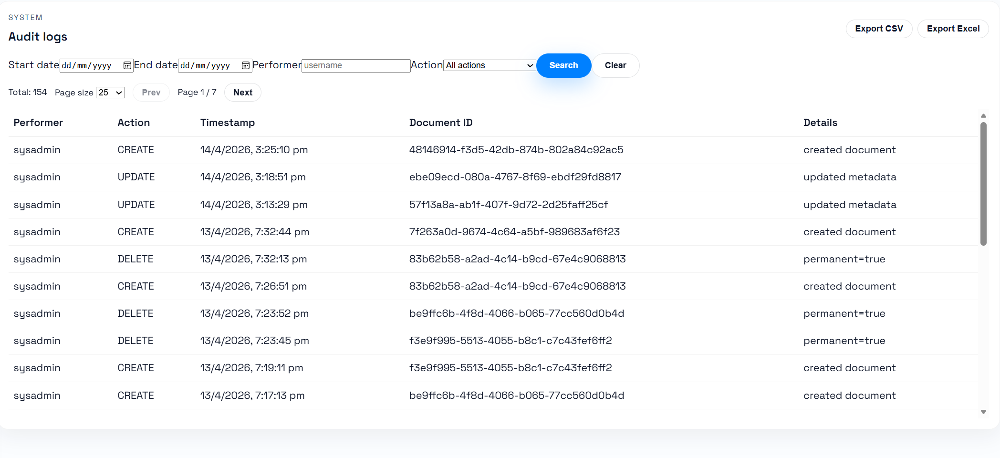 SYSTEM
Audit logs
Export CSV Export Excel
Start date dd/mm/yyyy End date dd/mm/yyyy Performer username Action All actions Search Clear
Total: 154 Page size 25 Prev Page 1 / 7 Next
Performer Action Timestamp Document ID Details
sysadmin CREATE 14/4/2026, 3:25:10 pm 48146914-f3d5-42db-874b-802a84c92ac5 created document
sysadmin UPDATE 14/4/2026, 3:18:51 pm ebe09ecd-080a-4767-8f69-ebdf29fd8817 updated metadata
sysadmin UPDATE 14/4/2026, 3:13:29 pm 57f13a8a-ab1f-407f-9d72-2d25faff25cf updated metadata
sysadmin CREATE 13/4/2026, 7:32:44 pm 7f263a0d-9674-4c64-a5bf-989683af6f23 created document
sysadmin DELETE 13/4/2026, 7:32:13 pm 83b62b58-a2ad-4c14-b9cd-67e4c9068813 permanent=true
sysadmin CREATE 13/4/2026, 7:26:51 pm 83b62b58-a2ad-4c14-b9cd-67e4c9068813 created document
sysadmin DELETE 13/4/2026, 7:23:52 pm be9ffc6b-4f8d-4066-b065-77cc560d0b4d permanent=true
sysadmin DELETE 13/4/2026, 7:23:45 pm f3e9f995-5513-4055-b8c1-c7c43fef6ff2 permanent=true
sysadmin CREATE 13/4/2026, 7:19:11 pm f3e9f995-5513-4055-b8c1-c7c43fef6ff2 created document
sysadmin CREATE 13/4/2026, 7:17:13 pm be9ffc6b-4f8d-4066-b065-77cc560d0b4d created document